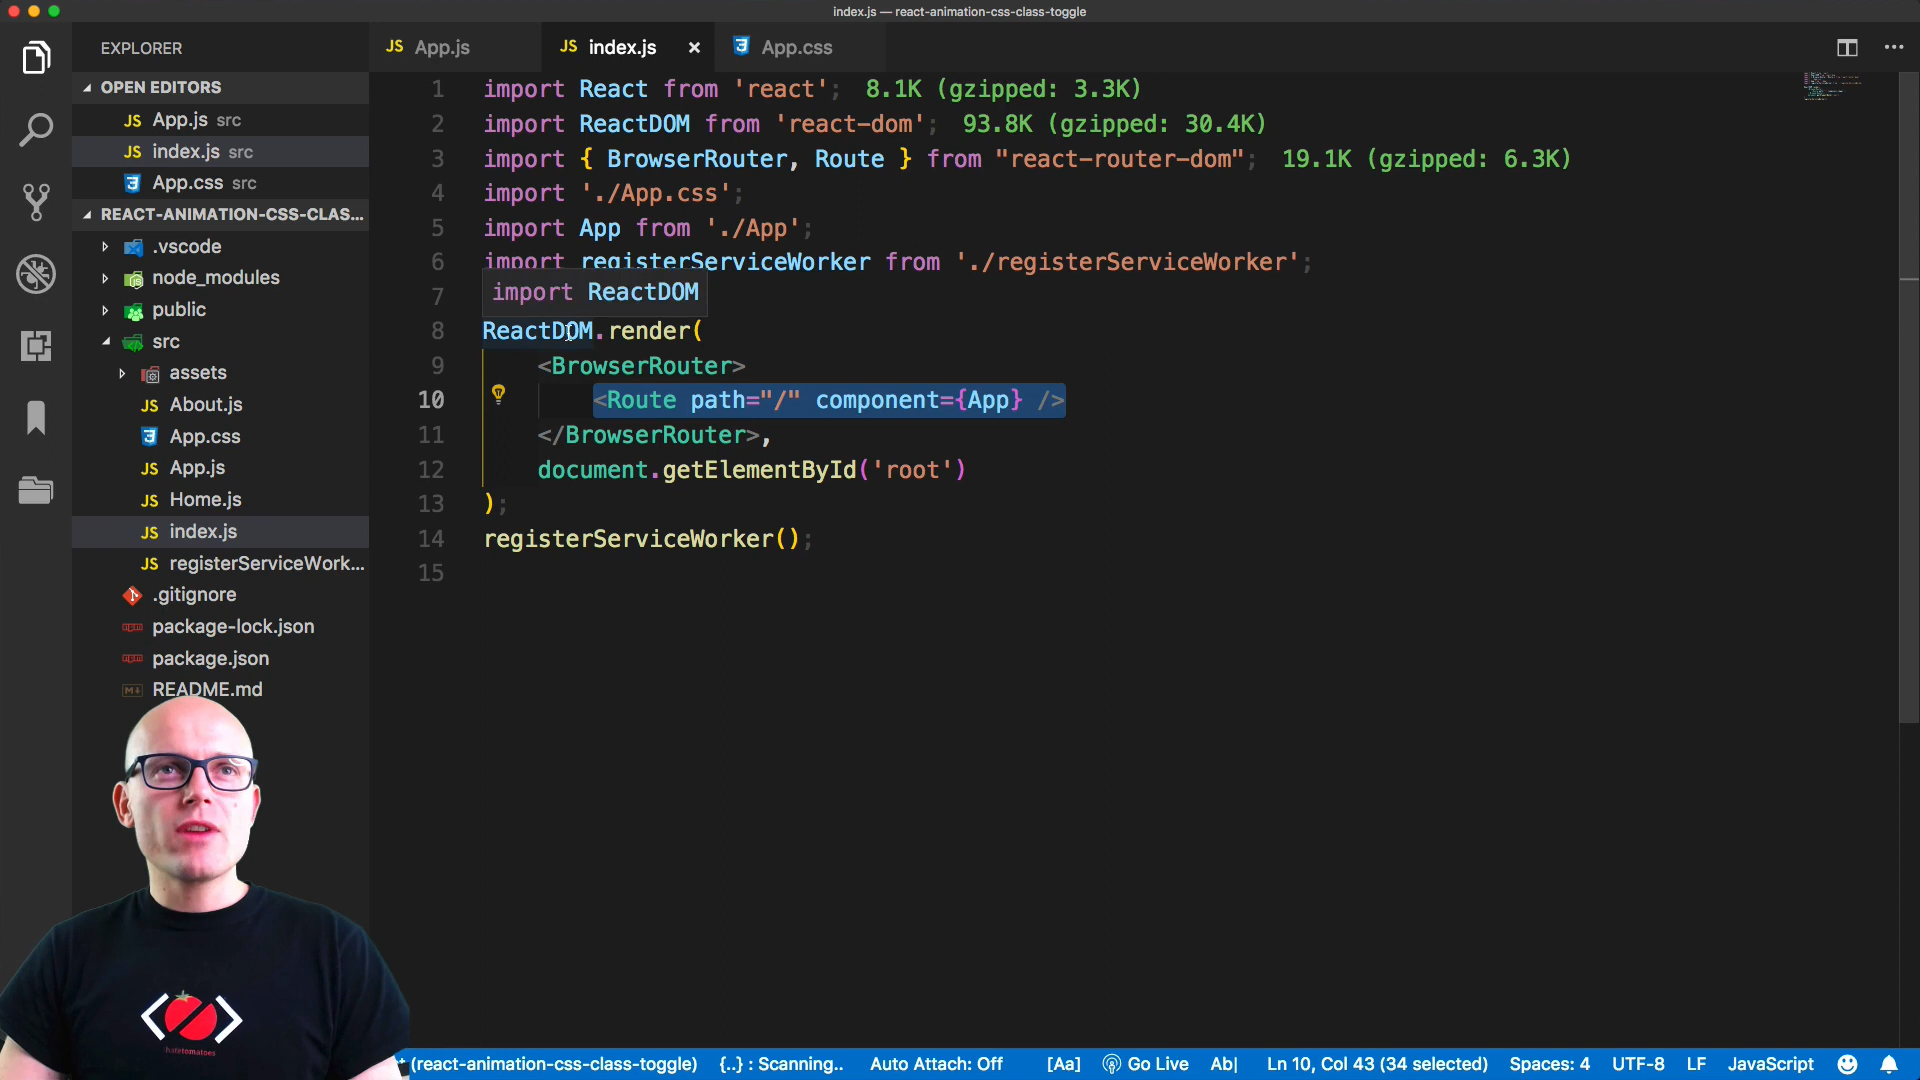 index.js — react-animation-css-class-toggle
EXPLORER
OPEN EDITORS
JS App.js src
JS index.js src
App.css src
REACT-ANIMATION-CSS-CLAS...
.vscode
node_modules
public
src
assets
JS About.js
App.css
JS App.js
JS Home.js
JS index.js
JS registerServiceWork...
.gitignore
package-lock.json
package.json
README.md
JS App.js
JS index.js ×
App.css
1 import React from 'react'; 8.1K (gzipped: 3.3K)
2 import ReactDOM from 'react-dom'; 93.8K (gzipped: 30.4K)
3 import { BrowserRouter, Route } from "react-router-dom"; 19.1K (gzipped: 6.3K)
4 import './App.css';
5 import App from './App';
6 import registerServiceWorker from './registerServiceWorker';
7
import ReactDOM
8 ReactDOM.render(
9 <BrowserRouter>
10 <Route path="/" component={App} />
11 </BrowserRouter>,
12 document.getElementById('root')
13 );
14 registerServiceWorker();
15
hatetomatoes
(react-animation-css-class-toggle)
{..} : Scanning..
Auto Attach: Off
[Aa]
Go Live
Ab|
Ln 10, Col 43 (34 selected)
Spaces: 4
UTF-8
LF
JavaScript